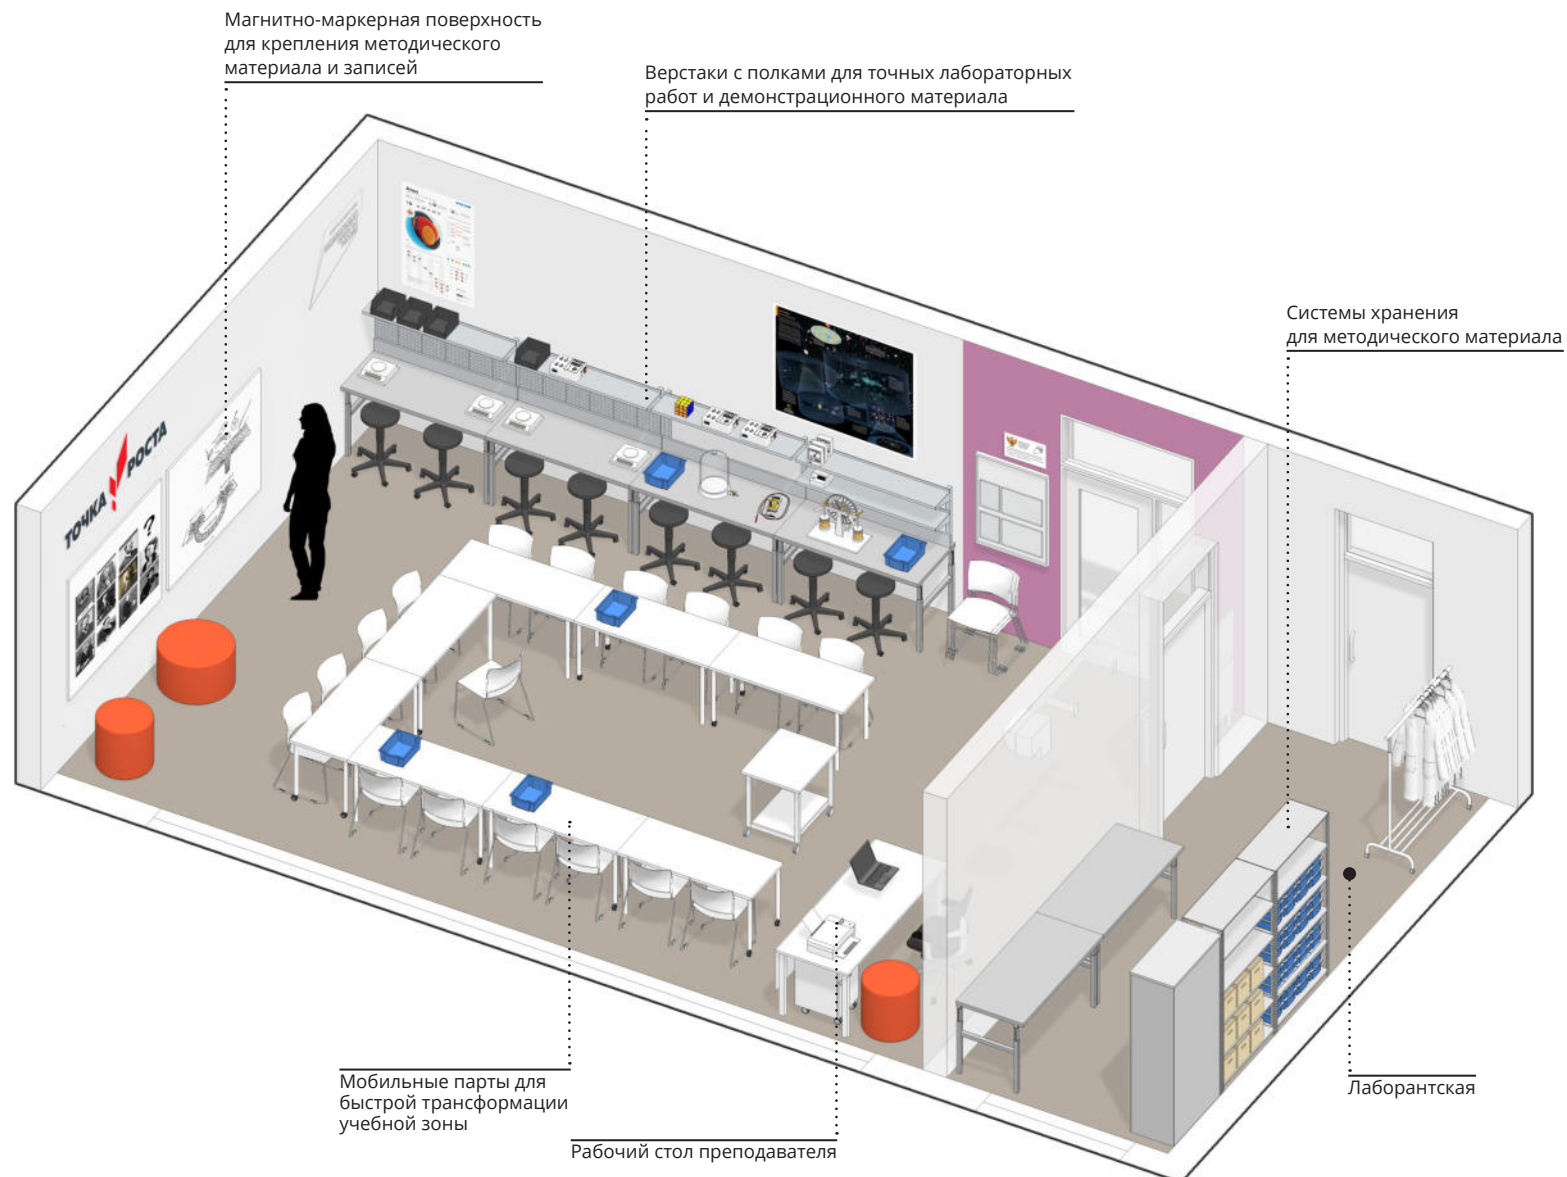 Магнитно-маркерная поверхность
для крепления методического
материала и записей
Верстаки с полками для точных лабораторных
работ и демонстрационного материала
Системы хранения
для методического материала
ТОЧКА РОСТА
?
Мобильные парты для
быстрой трансформации
учебной зоны
Рабочий стол преподавателя
Лаборантская